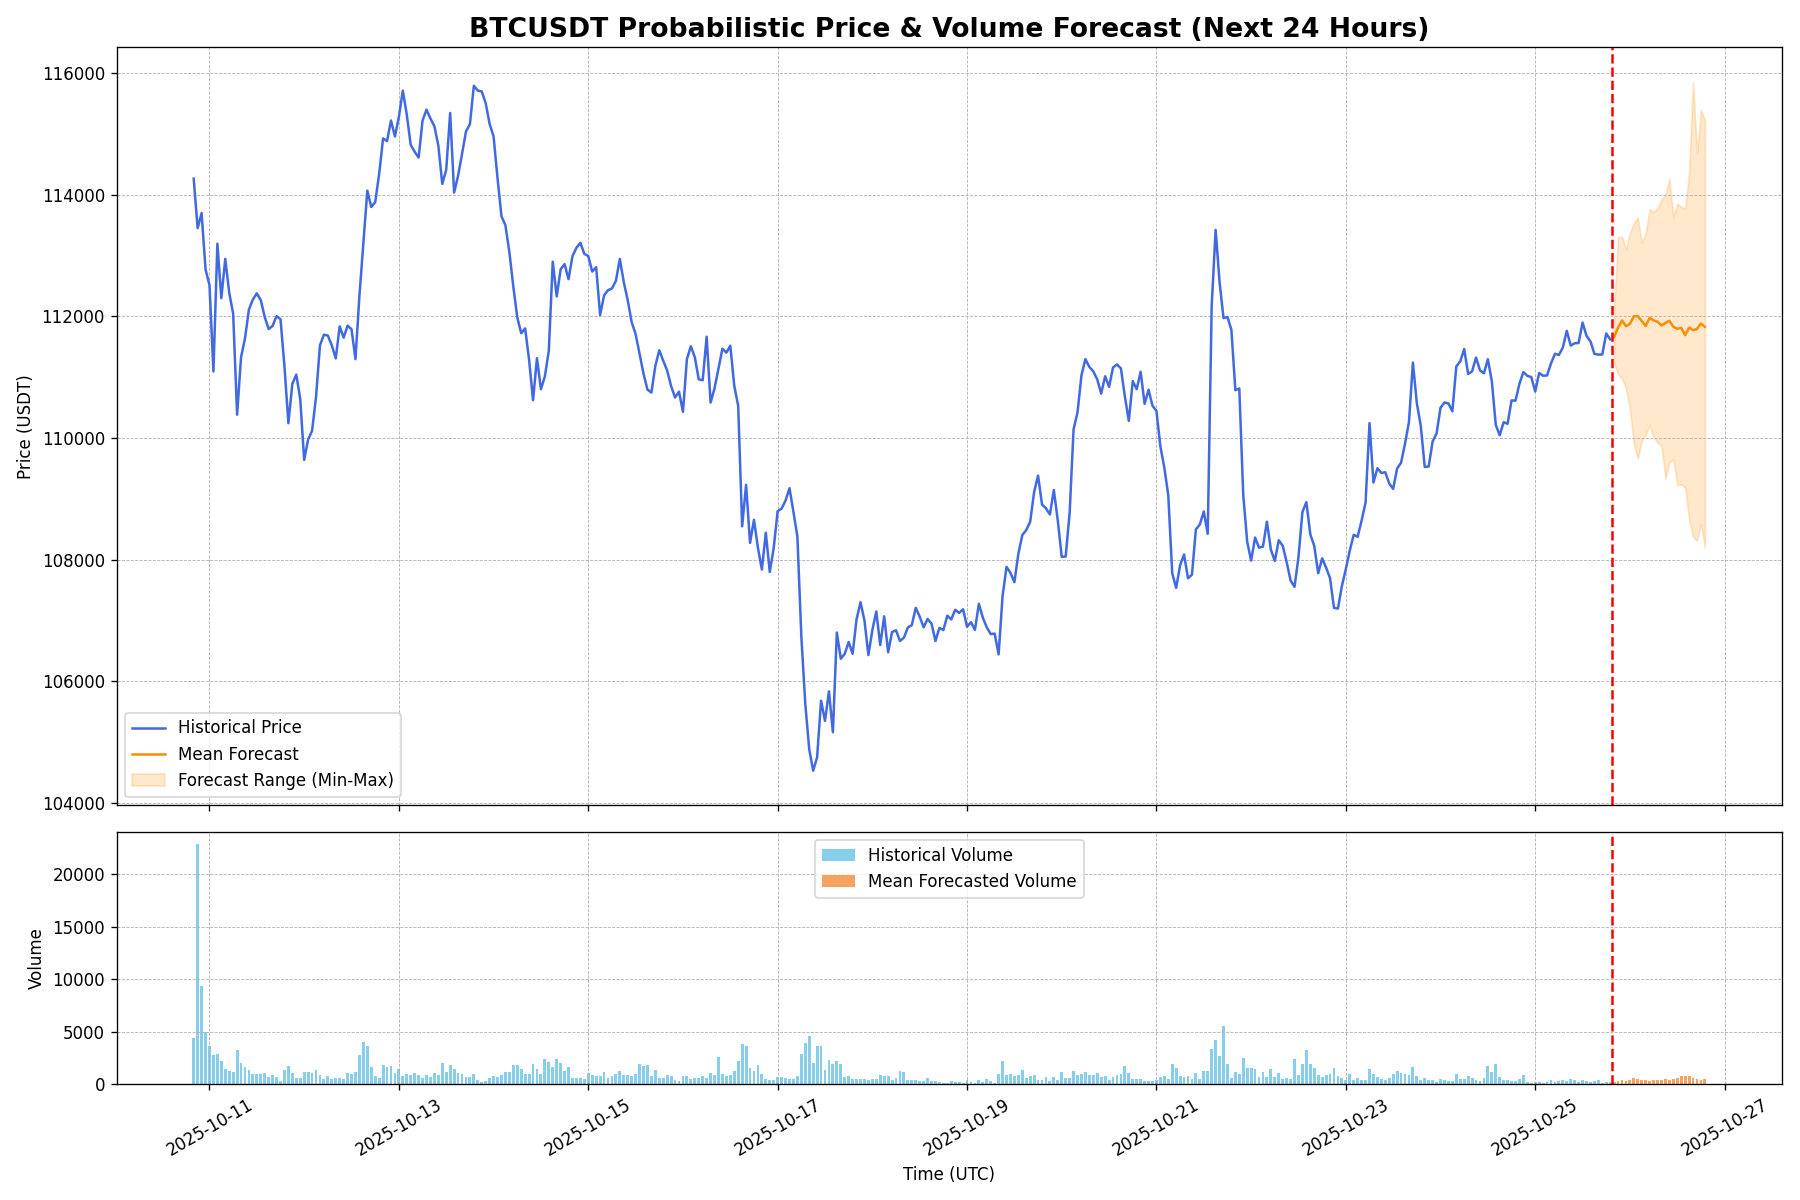 BTCUSDT Probabilistic Price & Volume Forecast (Next 24 Hours)
116000
114000
112000
110000
108000
106000
104000
Price (USDT)
Historical Price
Mean Forecast
Forecast Range (Min-Max)
20000
15000
10000
5000
0
Volume
Historical Volume
Mean Forecasted Volume
2025-10-11
2025-10-13
2025-10-15
2025-10-17
2025-10-19
2025-10-21
2025-10-23
2025-10-25
2025-10-27
Time (UTC)